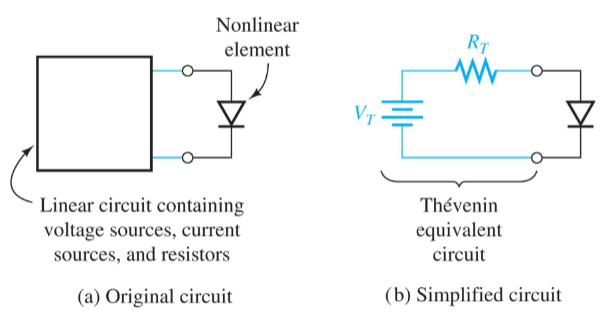 Nonlinear
element
Linear circuit containing
voltage sources, current
sources, and resistors
(a) Original circuit
R_T
V_T
Thévenin
equivalent
circuit
(b) Simplified circuit